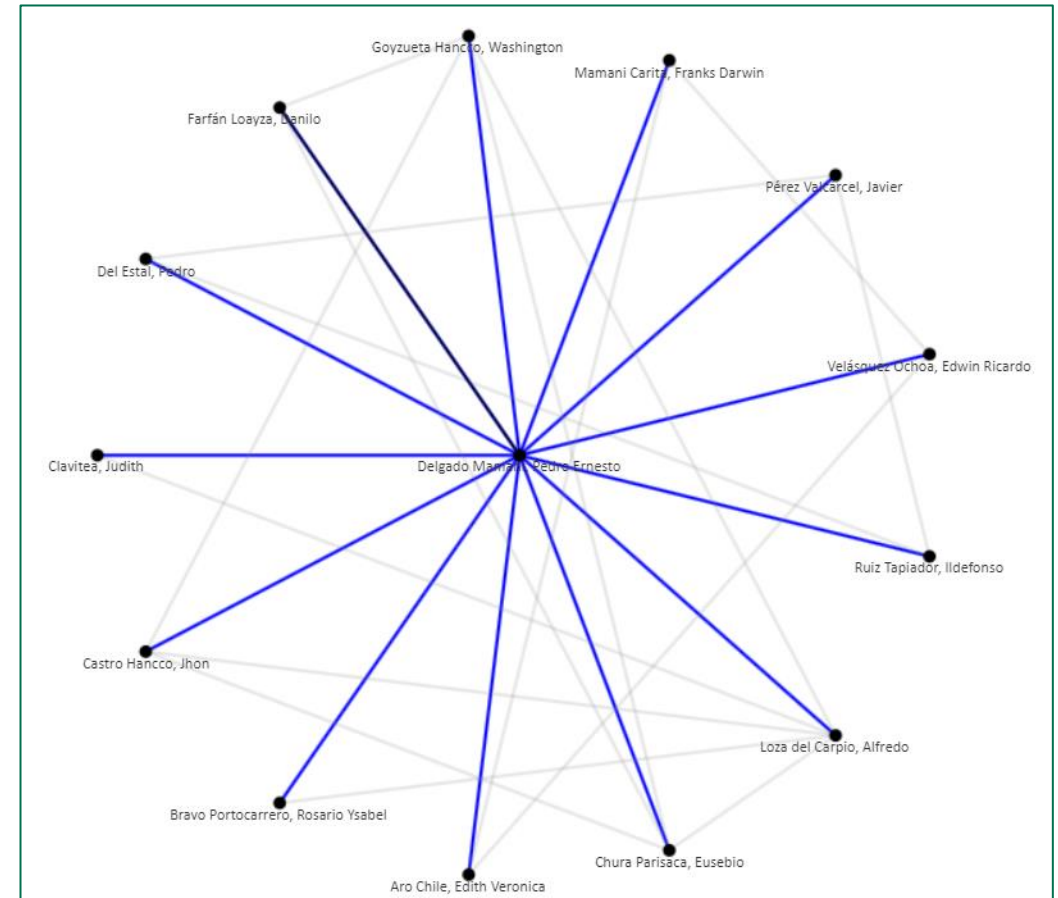 Goyzueta Hancco, Washington
Mamani Carita, Franks Darwin
Farfán Loayza, Danilo
Pérez Valcarcel, Javier
Del Estal, Pedro
Velásquez Ochoa, Edwin Ricardo
Clavitea, Judith
Delgado Mamani, Pedro Ernesto
Ruiz Tapiador, Ildefonso
Castro Hancco, Jhon
Loza del Carpio, Alfredo
Bravo Portocarrero, Rosario Ysabel
Chura Parisaca, Eusebio
Aro Chile, Edith Veronica